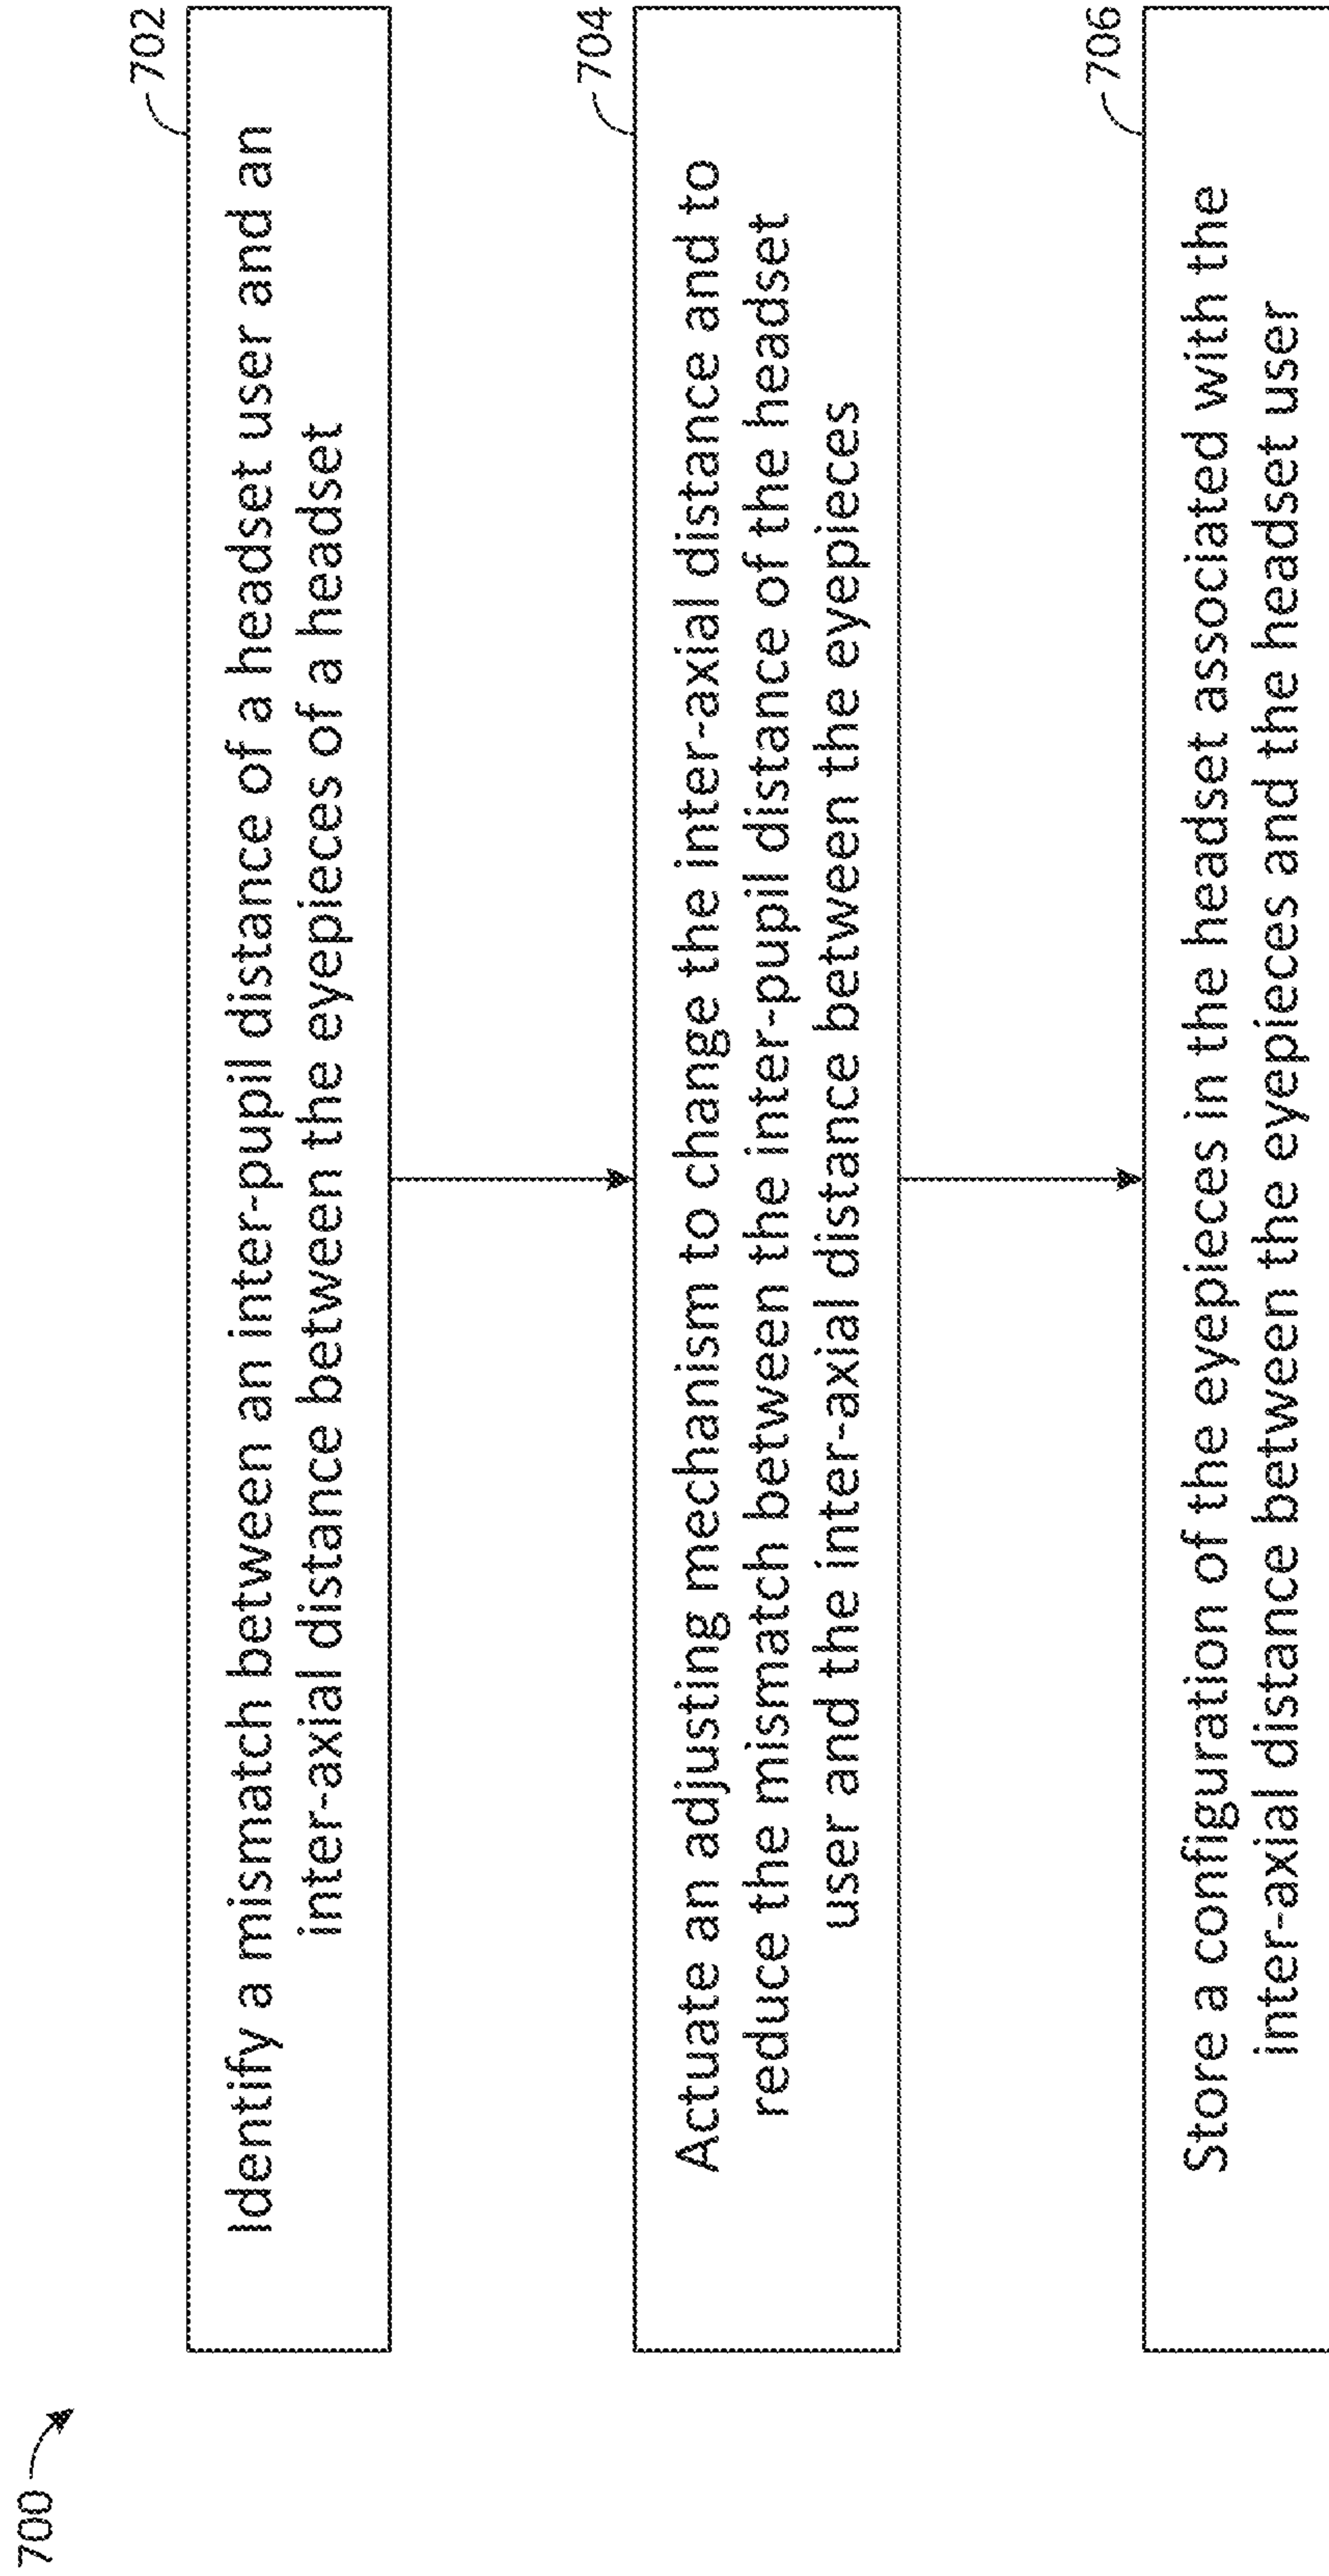 700
702
Identify a mismatch between an inter-pupil distance of a headset user and an
inter-axial distance between the eyepieces of a headset
704
Actuate an adjusting mechanism to change the inter-axial distance and to
reduce the mismatch between the inter-pupil distance of the headset
user and the inter-axial distance between the eyepieces
706
Store a configuration of the eyepieces in the headset associated with the
inter-axial distance between the eyepieces and the headset user